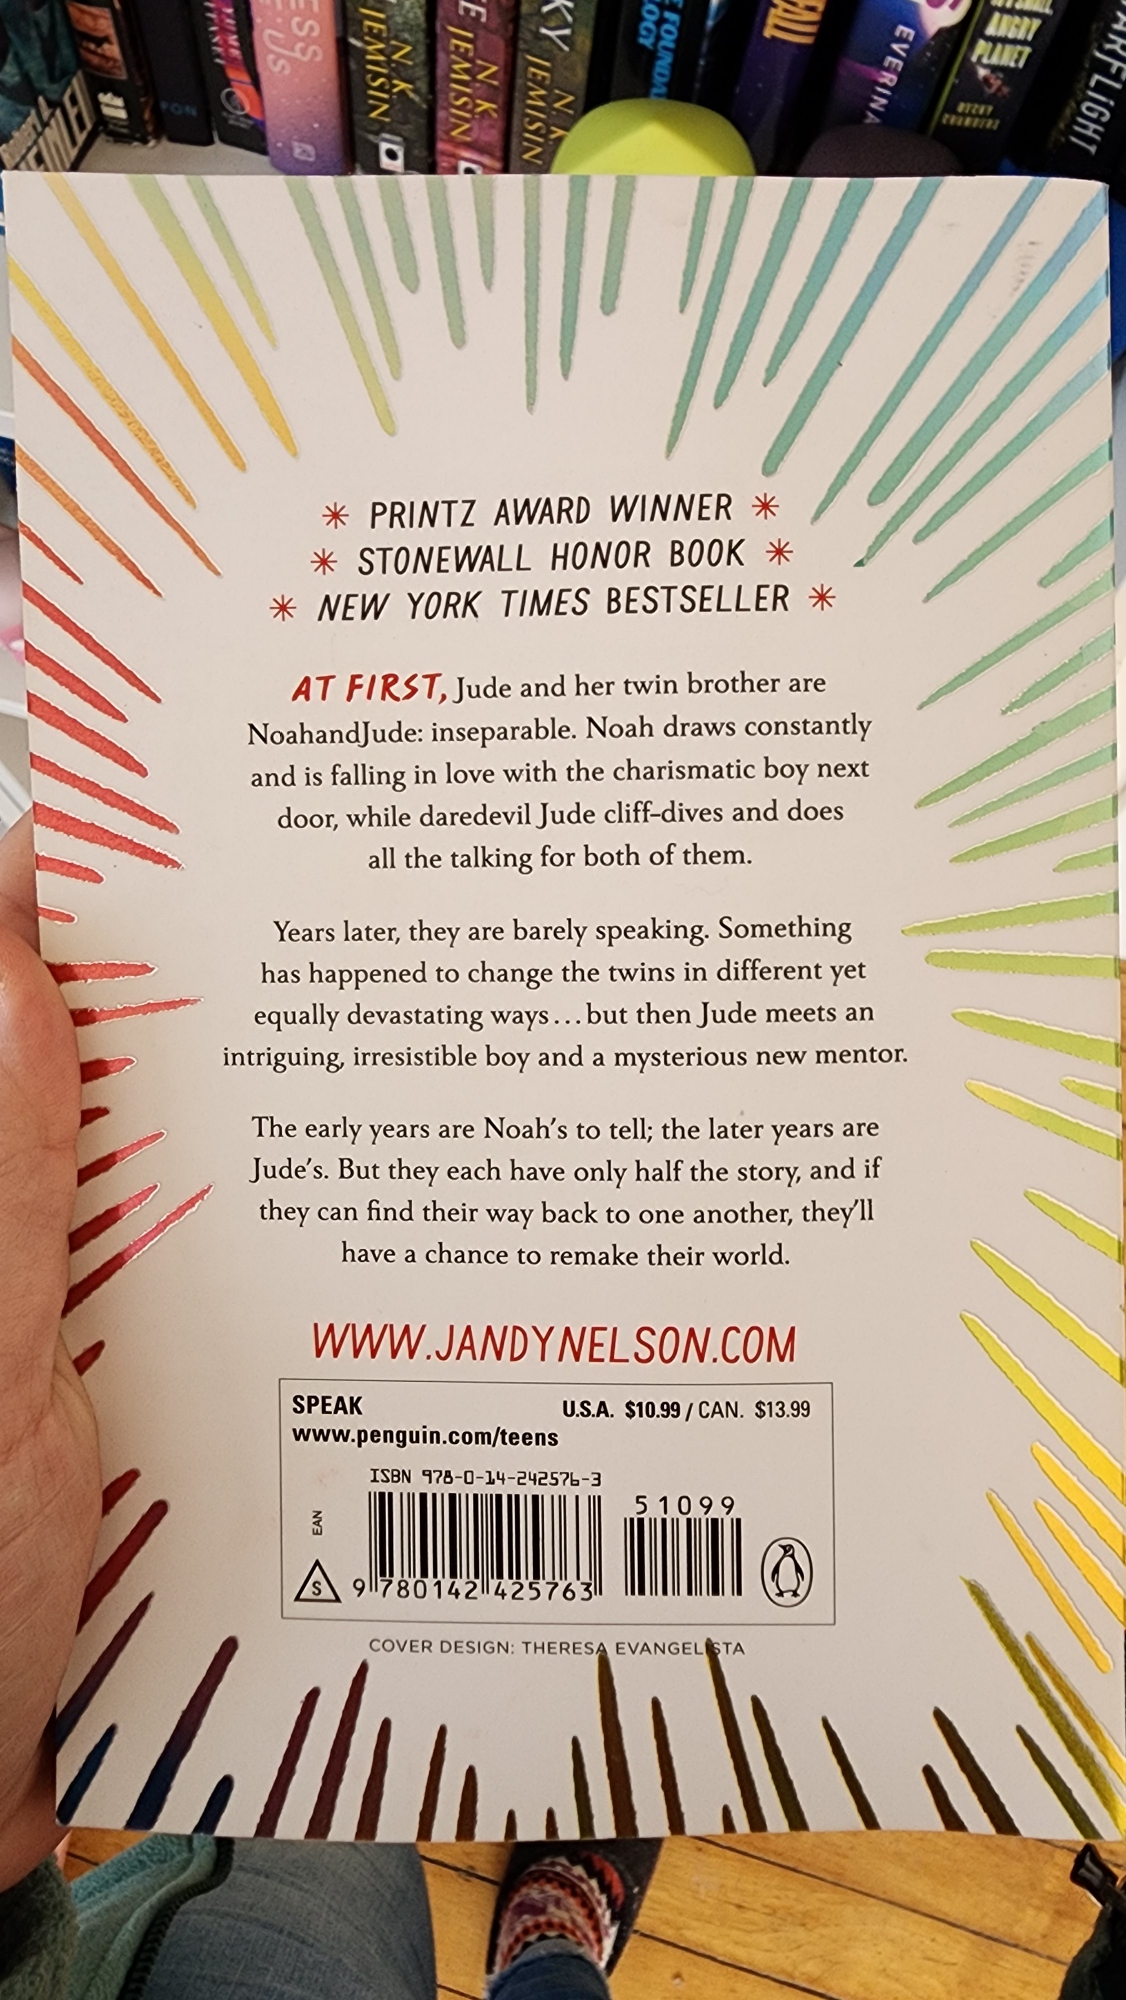 N. K. JEMISIN
N. K. JEMISIN
N. K. JEMISIN
ANGRY
PLANET
BECKY
CHAMBERS
* PRINTZ AWARD WINNER *
* STONEWALL HONOR BOOK *
* NEW YORK TIMES BESTSELLER *
AT FIRST, Jude and her twin brother are
NoahandJude: inseparable. Noah draws constantly
and is falling in love with the charismatic boy next
door, while daredevil Jude cliff-dives and does
all the talking for both of them.
Years later, they are barely speaking. Something
has happened to change the twins in different yet
equally devastating ways...but then Jude meets an
intriguing, irresistible boy and a mysterious new mentor.
The early years are Noah's to tell; the later years are
Jude's. But they each have only half the story, and if
they can find their way back to one another, they'll
have a chance to remake their world.
WWW.JANDYNELSON.COM
SPEAK U.S.A. $10.99 / CAN. $13.99
www.penguin.com/teens
ISBN 978-0-14-242576-3
51099
EAN
S
9 780142 425763
COVER DESIGN: THERESA EVANGELISTA